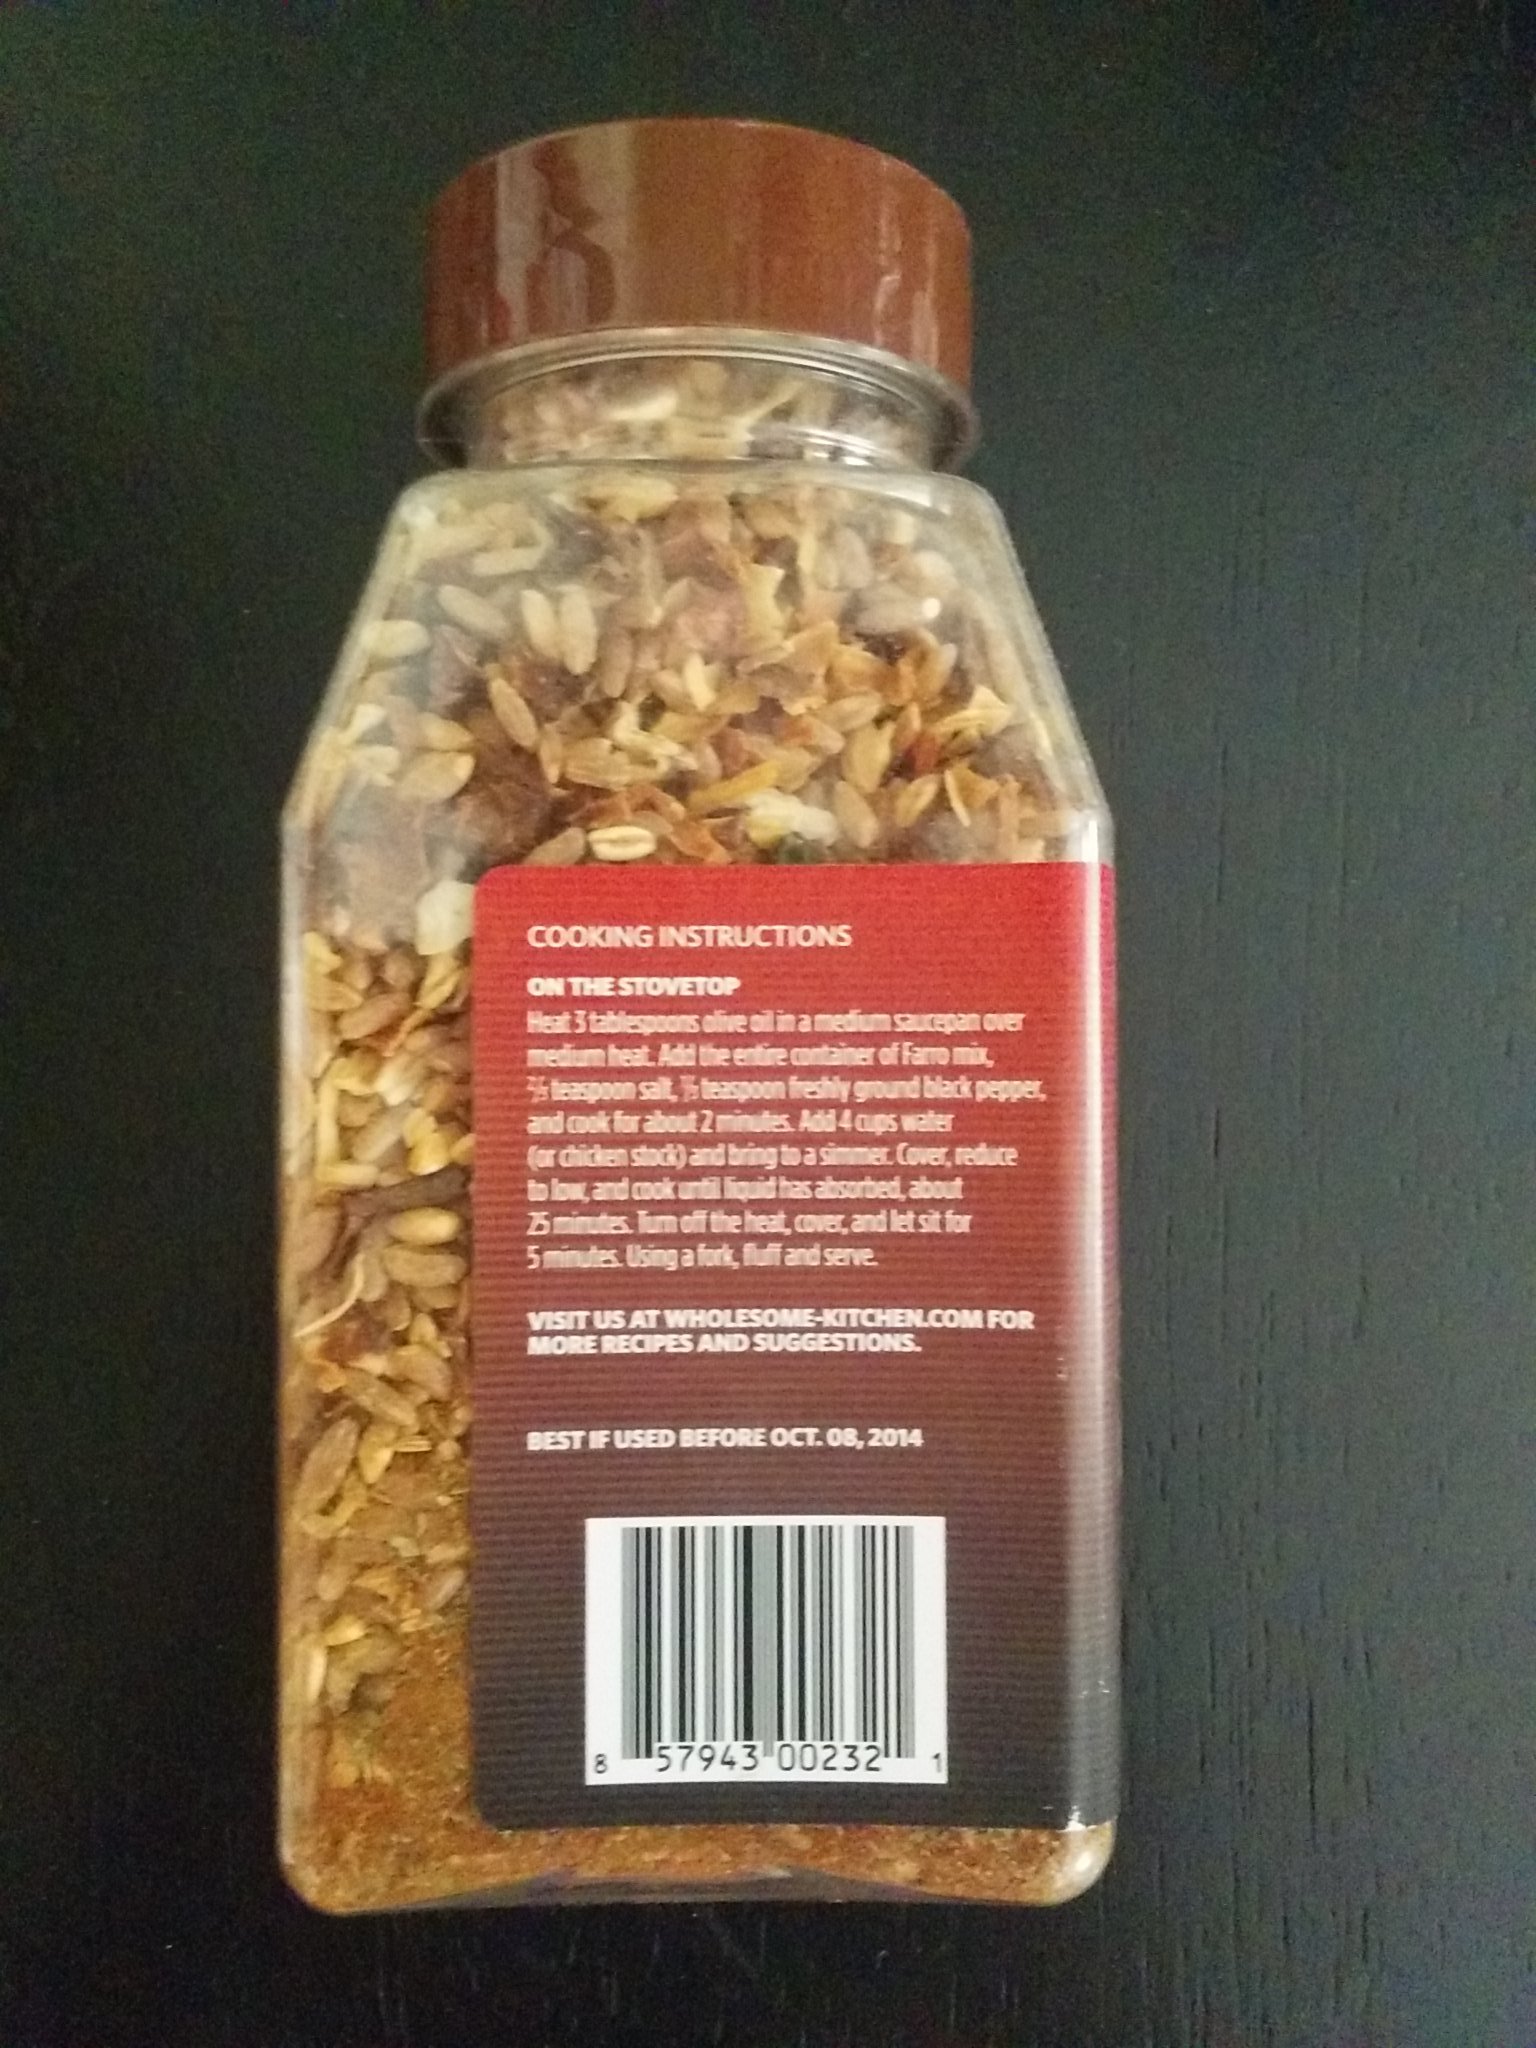 COOKING INSTRUCTIONS
ON THE STOVETOP
Heat 3 tablespoons olive oil in a medium saucepan over
medium heat. Add the entire container of Farro mix,
⅔ teaspoon salt, ⅓ teaspoon freshly ground black pepper,
and cook for about 2 minutes. Add 4 cups water
(or chicken stock) and bring to a simmer. Cover, reduce
to low, and cook until liquid has absorbed, about
25 minutes. Turn off the heat, cover, and let sit for
5 minutes. Using a fork, fluff and serve.
VISIT US AT WHOLESOME-KITCHEN.COM FOR
MORE RECIPES AND SUGGESTIONS.
BEST IF USED BEFORE OCT. 08, 2014
8 57943 00232 1